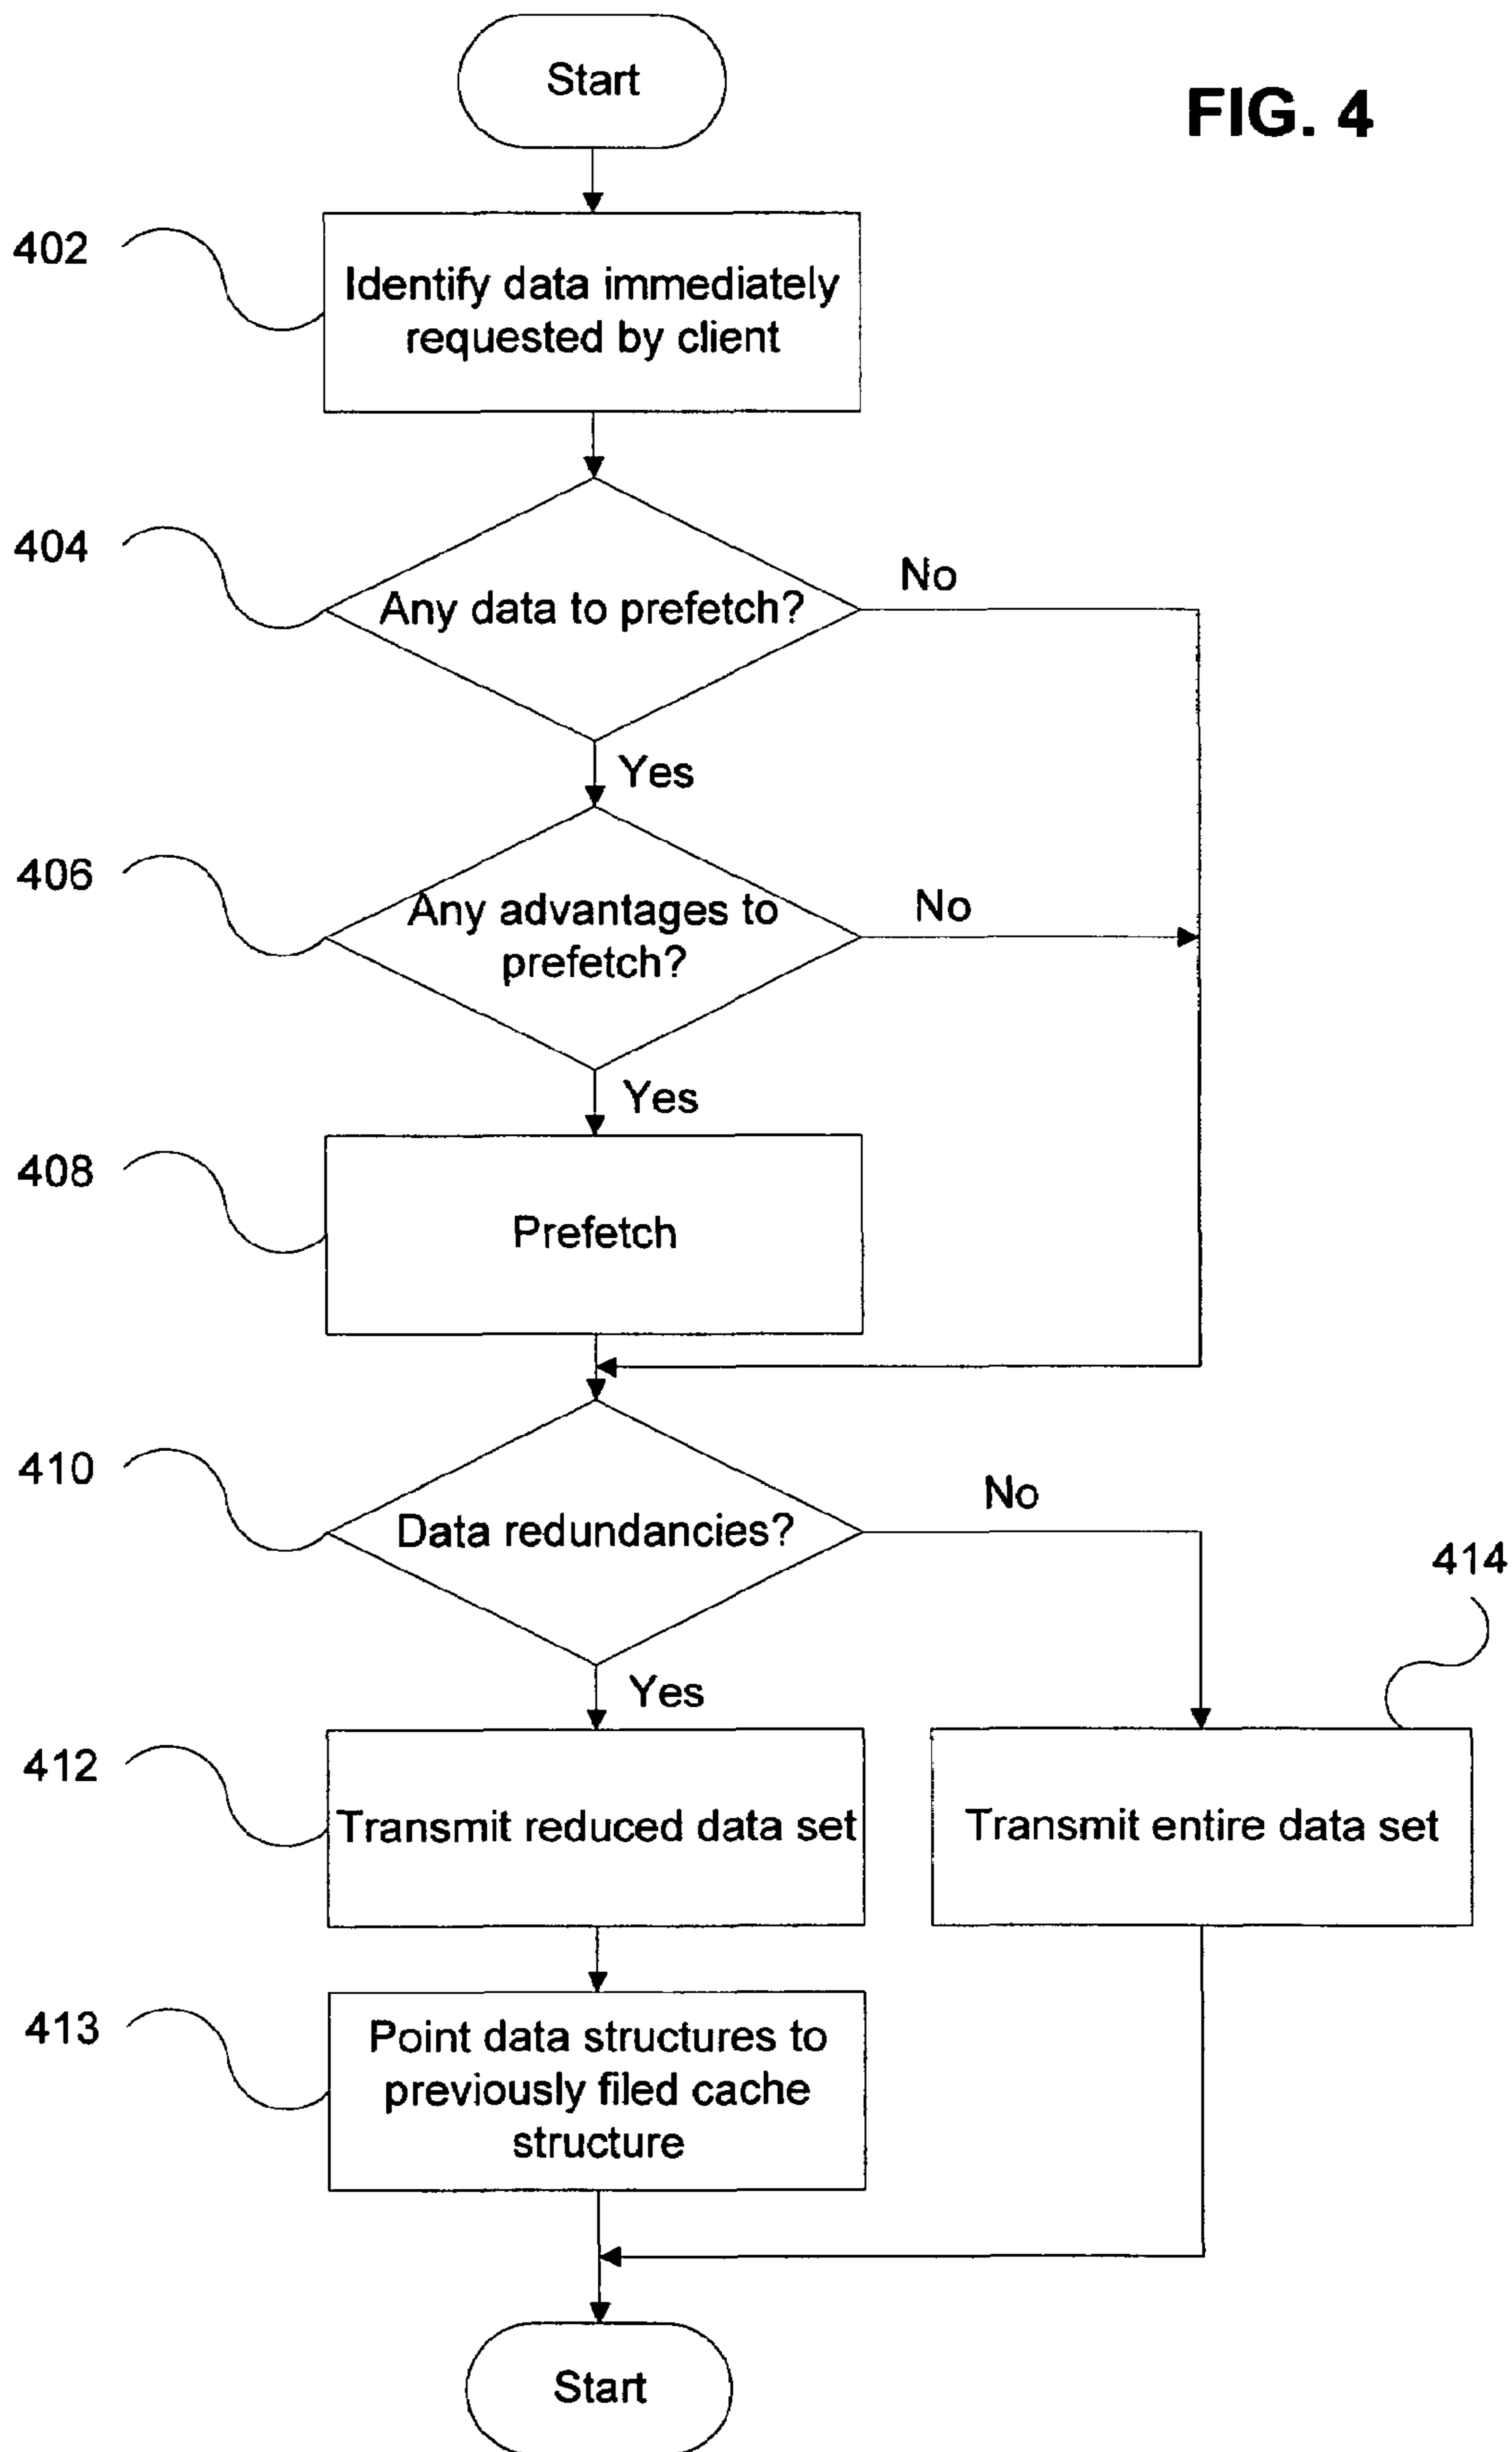 Start
FIG. 4
402
Identify data immediately
requested by client
404
Any data to prefetch?
No
Yes
406
Any advantages to
prefetch?
No
Yes
408
Prefetch
410
Data redundancies?
No
414
Yes
412
Transmit reduced data set
Transmit entire data set
413
Point data structures to
previously filed cache
structure
Start